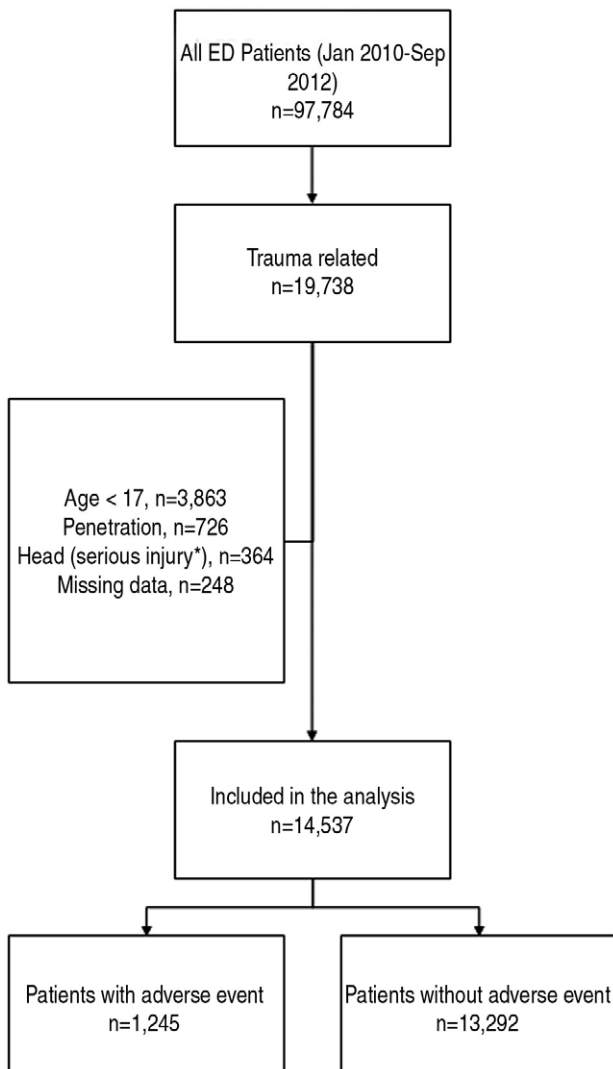 All ED Patients (Jan 2010-Sep
2012)
n=97,784
Trauma related
n=19,738
Age < 17, n=3,863
Penetration, n=726
Head (serious injury*), n=364
Missing data, n=248
Included in the analysis
n=14,537
Patients with adverse event
n=1,245
Patients without adverse event
n=13,292